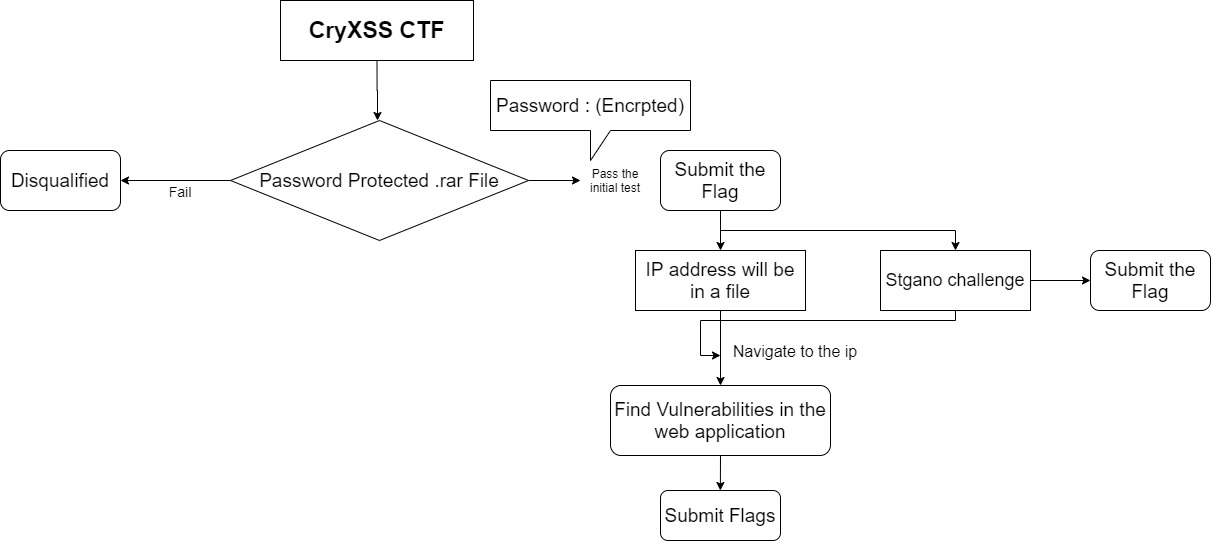 CryXSS CTF
Password : (Encrpted)
Disqualified
Fail
Password Protected .rar File
Pass the
initial test
Submit the
Flag
IP address will be
in a file
Stgano challenge
Submit the
Flag
Navigate to the ip
Find Vulnerabilities in the
web application
Submit Flags